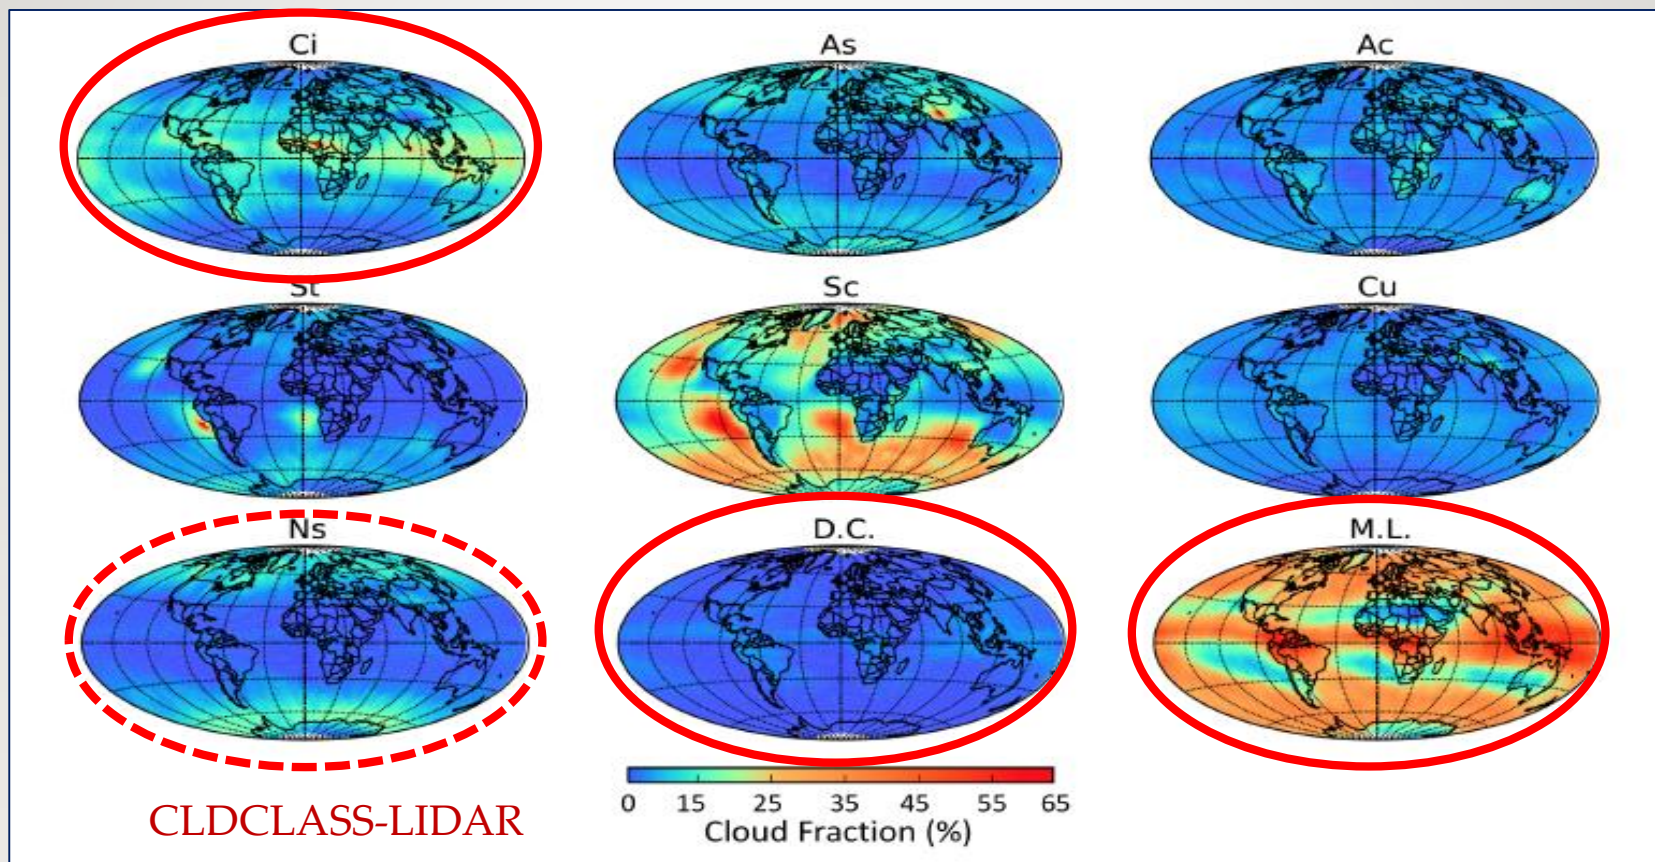 Ci
As
Ac
St
Sc
Cu
Ns
D.C.
M.L.
0 15 25 35 45 55 65
Cloud Fraction (%)
CLDCLASS-LIDAR